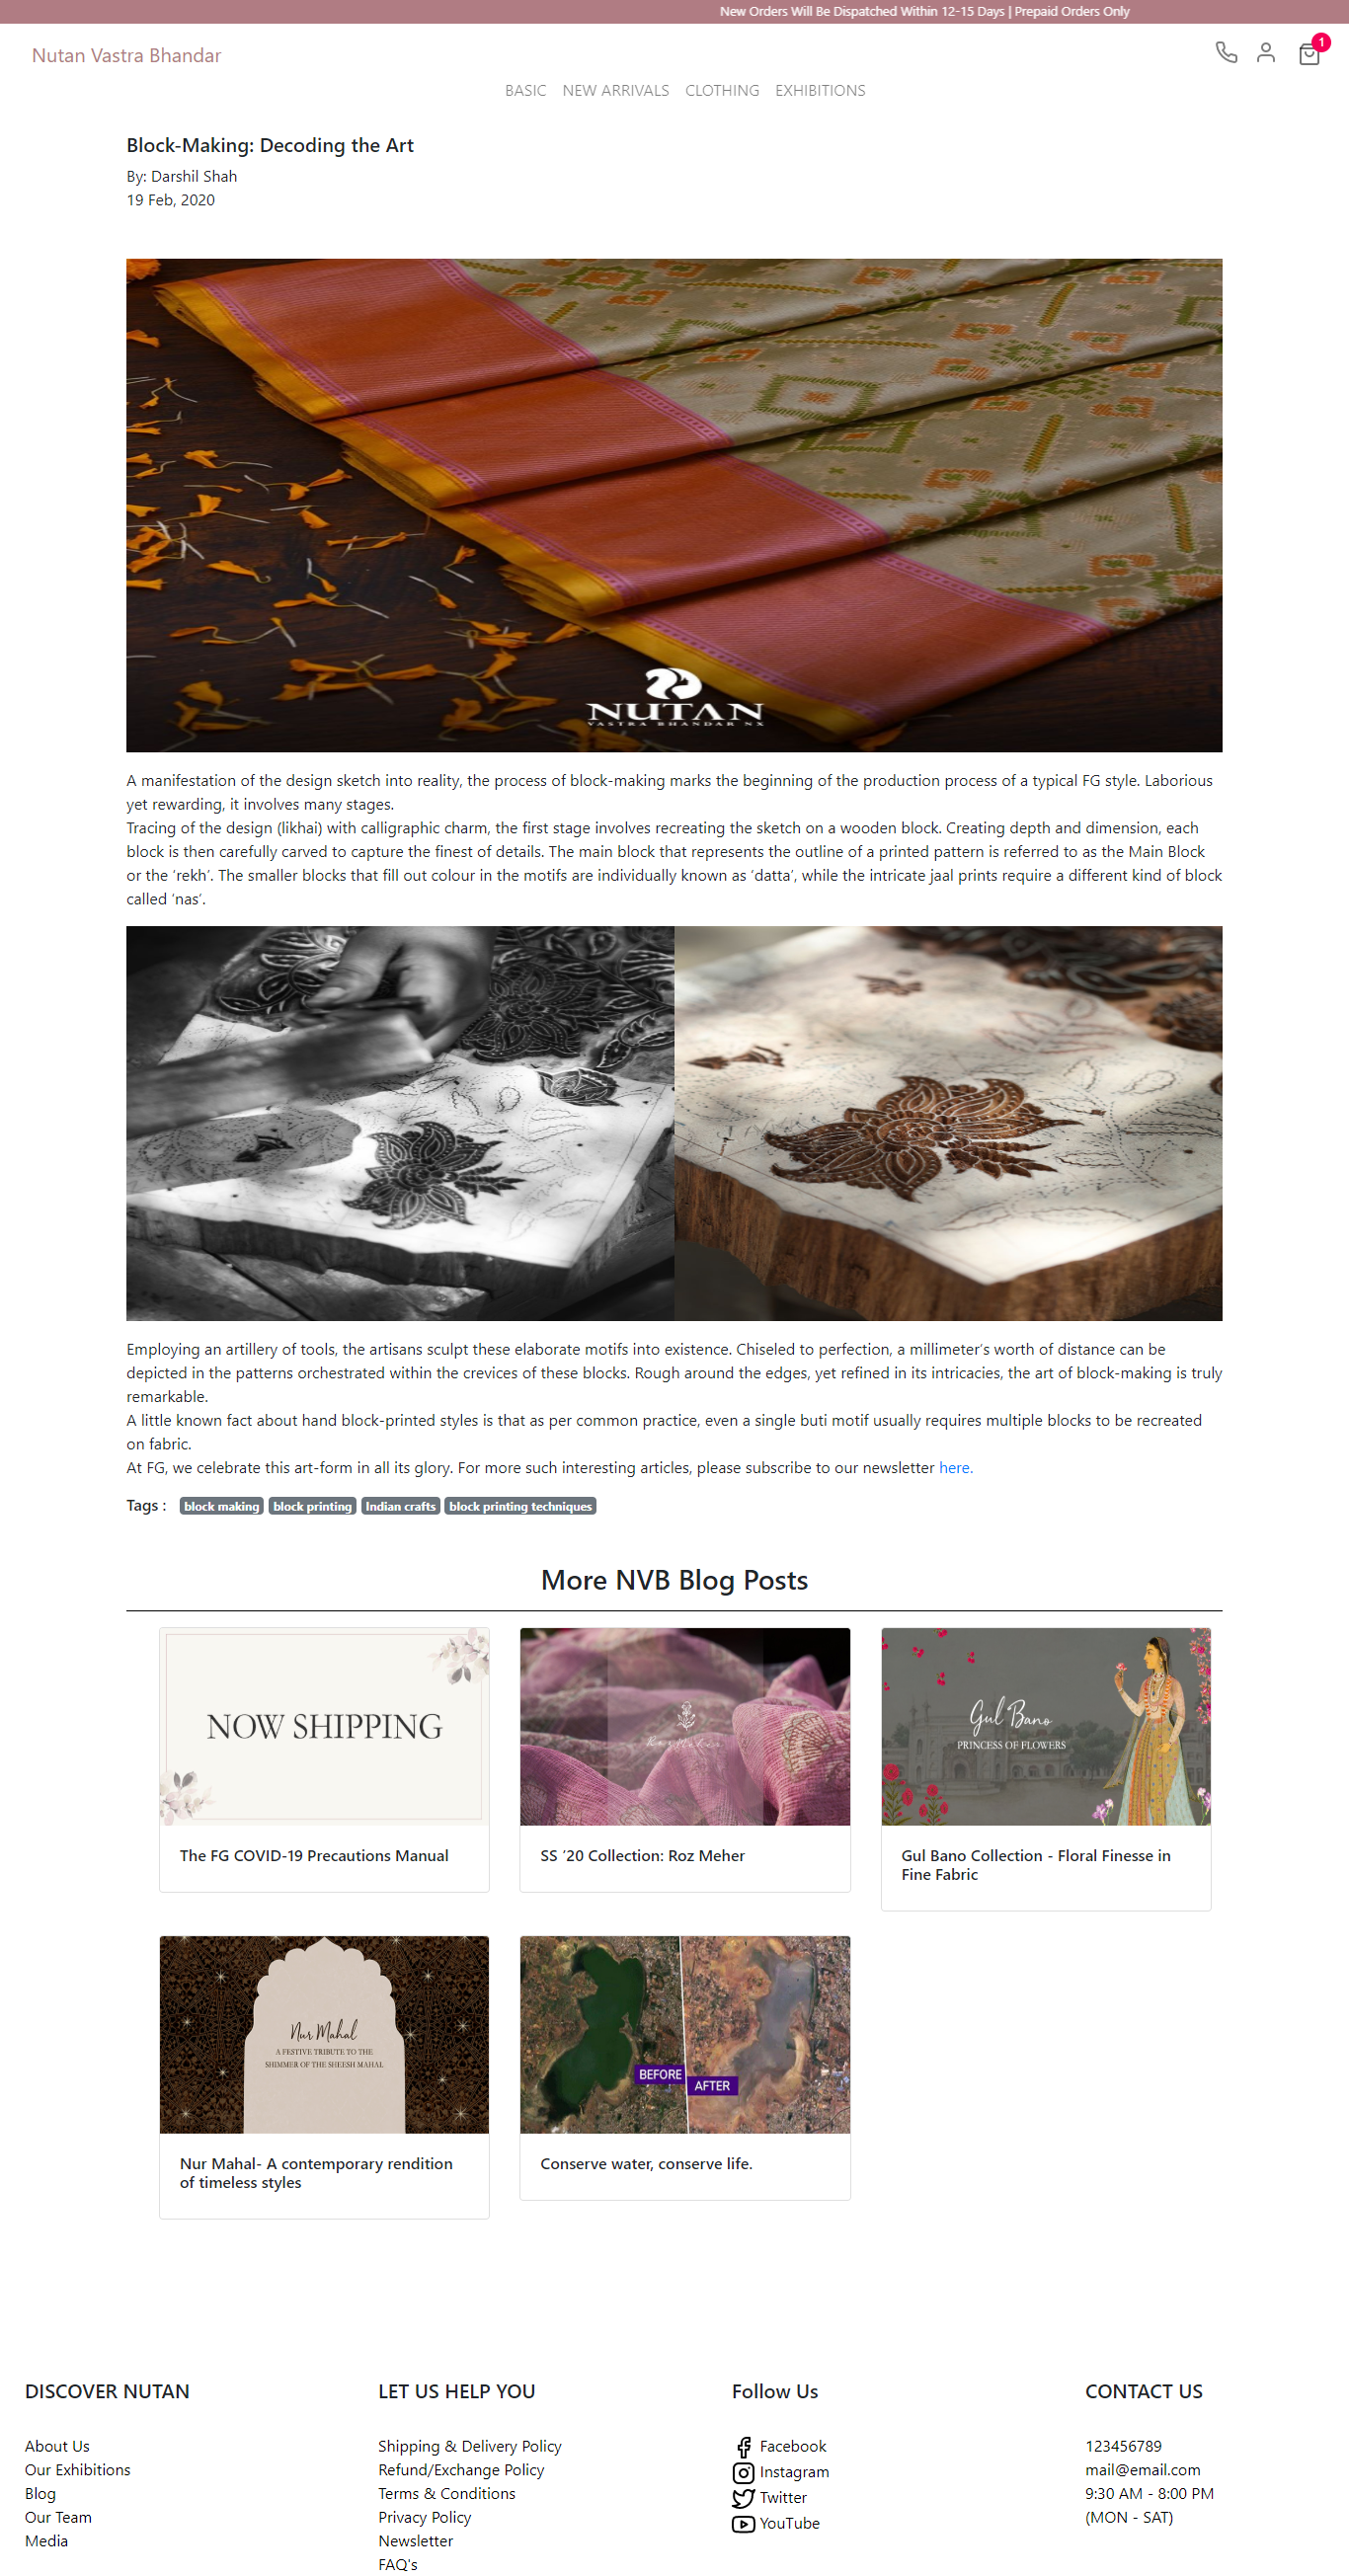 New Orders Will Be Dispatched Within 12-15 Days | Prepaid Orders Only
Nutan Vastra Bhandar
1
BASIC NEW ARRIVALS CLOTHING EXHIBITIONS
Block-Making: Decoding the Art
By: Darshil Shah
19 Feb, 2020
NUTAN
VASTRA BHANDAR NX
A manifestation of the design sketch into reality, the process of block-making marks the beginning of the production process of a typical FG style. Laborious
yet rewarding, it involves many stages.
Tracing of the design (likhai) with calligraphic charm, the first stage involves recreating the sketch on a wooden block. Creating depth and dimension, each
block is then carefully carved to capture the finest of details. The main block that represents the outline of a printed pattern is referred to as the Main Block
or the ‘rekh’. The smaller blocks that fill out colour in the motifs are individually known as ‘datta’, while the intricate jaal prints require a different kind of block
called ‘nas’.
Employing an artillery of tools, the artisans sculpt these elaborate motifs into existence. Chiseled to perfection, a millimeter’s worth of distance can be
depicted in the patterns orchestrated within the crevices of these blocks. Rough around the edges, yet refined in its intricacies, the art of block-making is truly
remarkable.
A little known fact about hand block-printed styles is that as per common practice, even a single buti motif usually requires multiple blocks to be recreated
on fabric.
At FG, we celebrate this art-form in all its glory. For more such interesting articles, please subscribe to our newsletter here.
Tags : block making block printing Indian crafts block printing techniques
More NVB Blog Posts
NOW SHIPPING
The FG COVID-19 Precautions Manual
Roz Meher
SS ’20 Collection: Roz Meher
Gul Bano
PRINCESS OF FLOWERS
Gul Bano Collection - Floral Finesse in
Fine Fabric
Nur Mahal
A FESTIVE TRIBUTE TO THE
SHIMMER OF THE SHEESH MAHAL
Nur Mahal- A contemporary rendition
of timeless styles
BEFORE
AFTER
Conserve water, conserve life.
DISCOVER NUTAN
About Us
Our Exhibitions
Blog
Our Team
Media
LET US HELP YOU
Shipping & Delivery Policy
Refund/Exchange Policy
Terms & Conditions
Privacy Policy
Newsletter
FAQ's
Follow Us
Facebook
Instagram
Twitter
YouTube
CONTACT US
123456789
mail@email.com
9:30 AM - 8:00 PM
(MON - SAT)